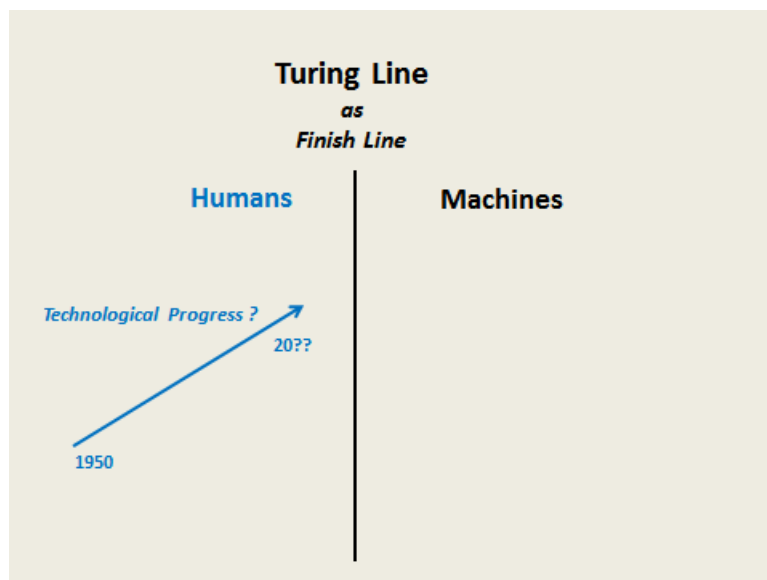 Turing Line
as
Finish Line
Humans
Machines
Technological Progress ?
20??
1950